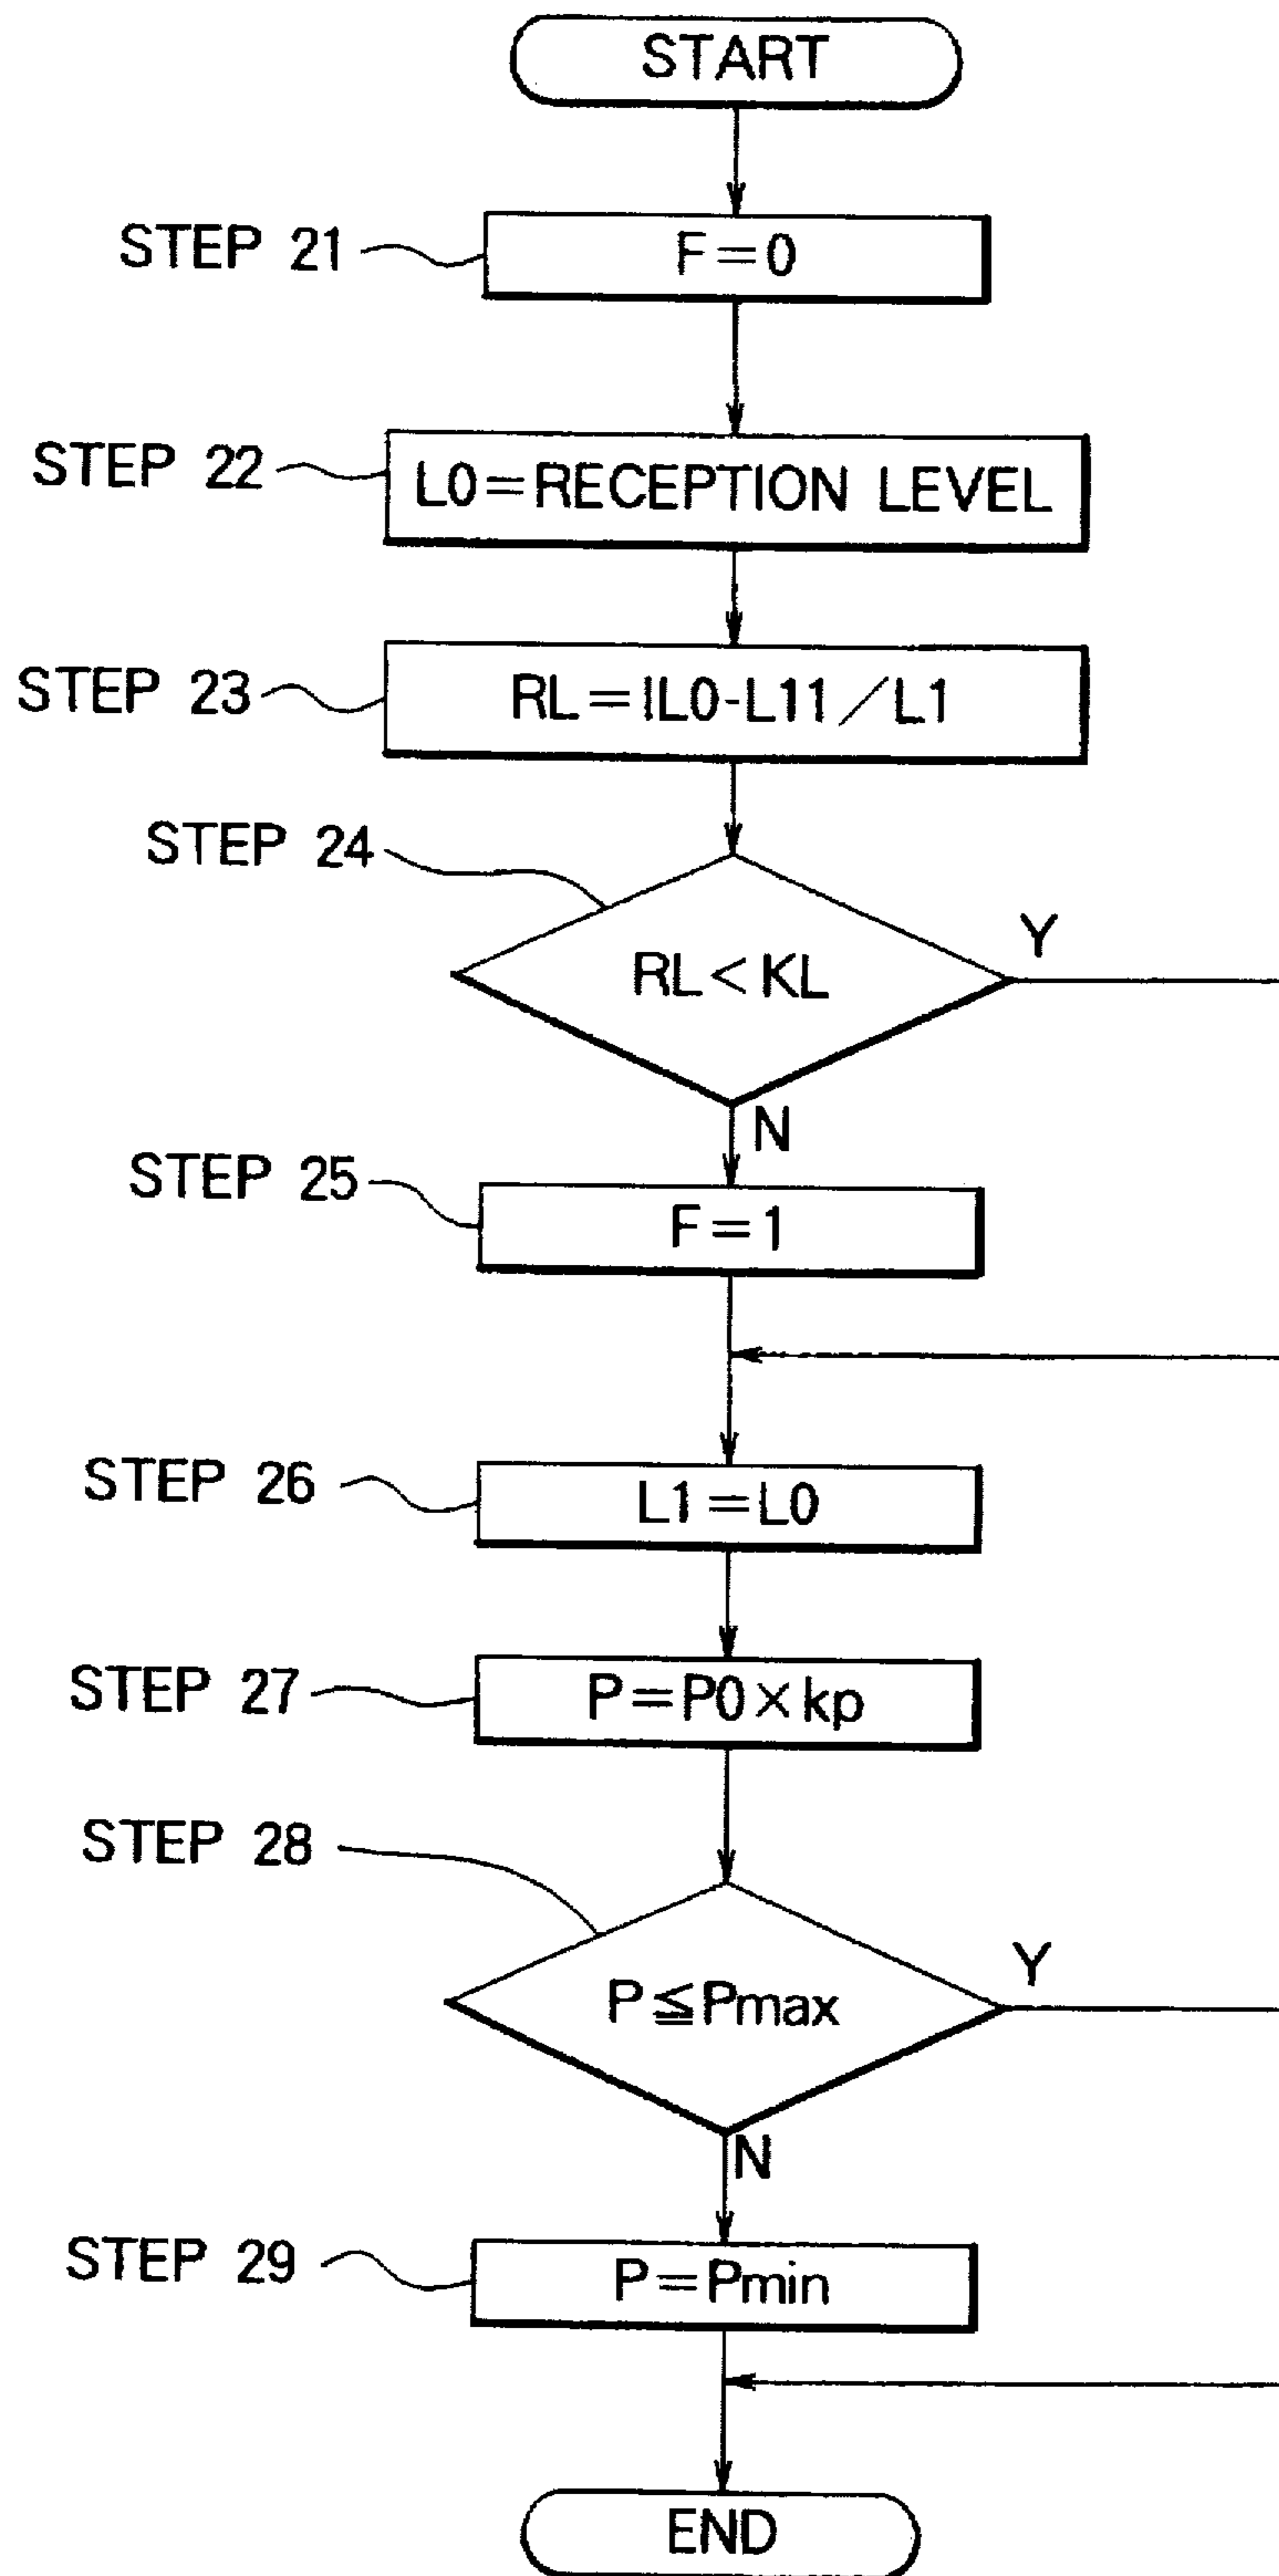 START
STEP 21
F=0
STEP 22
L0=RECEPTION LEVEL
STEP 23
RL=|L0-L1|/L1
STEP 24
RL<KL
Y
N
STEP 25
F=1
STEP 26
L1=L0
STEP 27
P=P0×kp
STEP 28
P≦Pmax
Y
N
STEP 29
P=Pmin
END